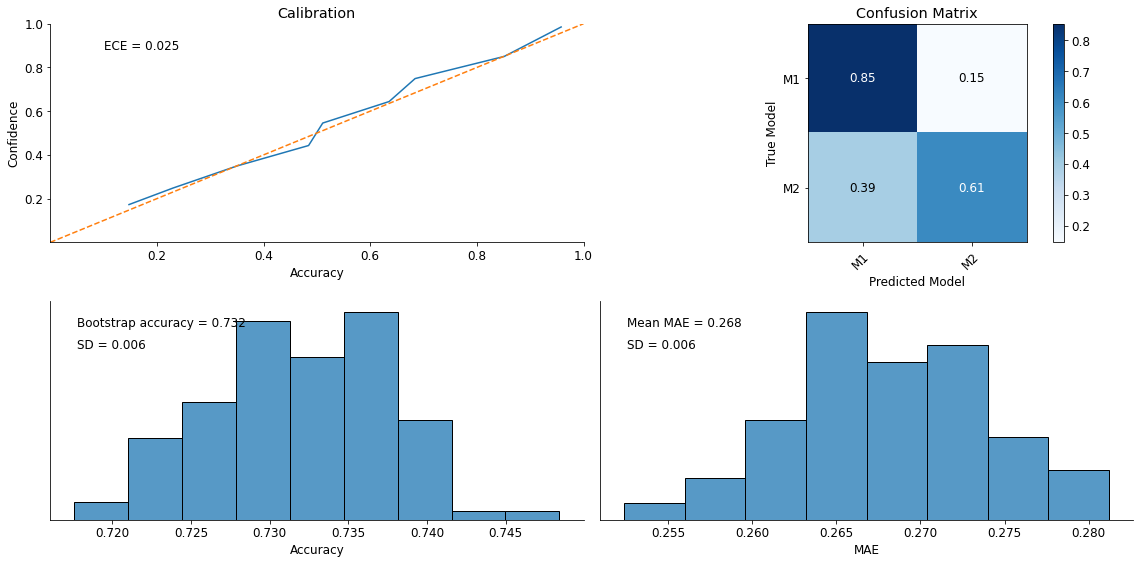 Calibration
ECE = 0.025
1.0
0.8
0.6
0.4
0.2
Confidence
0.2 0.4 0.6 0.8 1.0
Accuracy
Confusion Matrix
M1
M2
True Model
0.85 0.15
0.39 0.61
M1 M2
Predicted Model
0.8
0.7
0.6
0.5
0.4
0.3
0.2
Bootstrap accuracy = 0.732
SD = 0.006
0.720 0.725 0.730 0.735 0.740 0.745
Accuracy
Mean MAE = 0.268
SD = 0.006
0.255 0.260 0.265 0.270 0.275 0.280
MAE